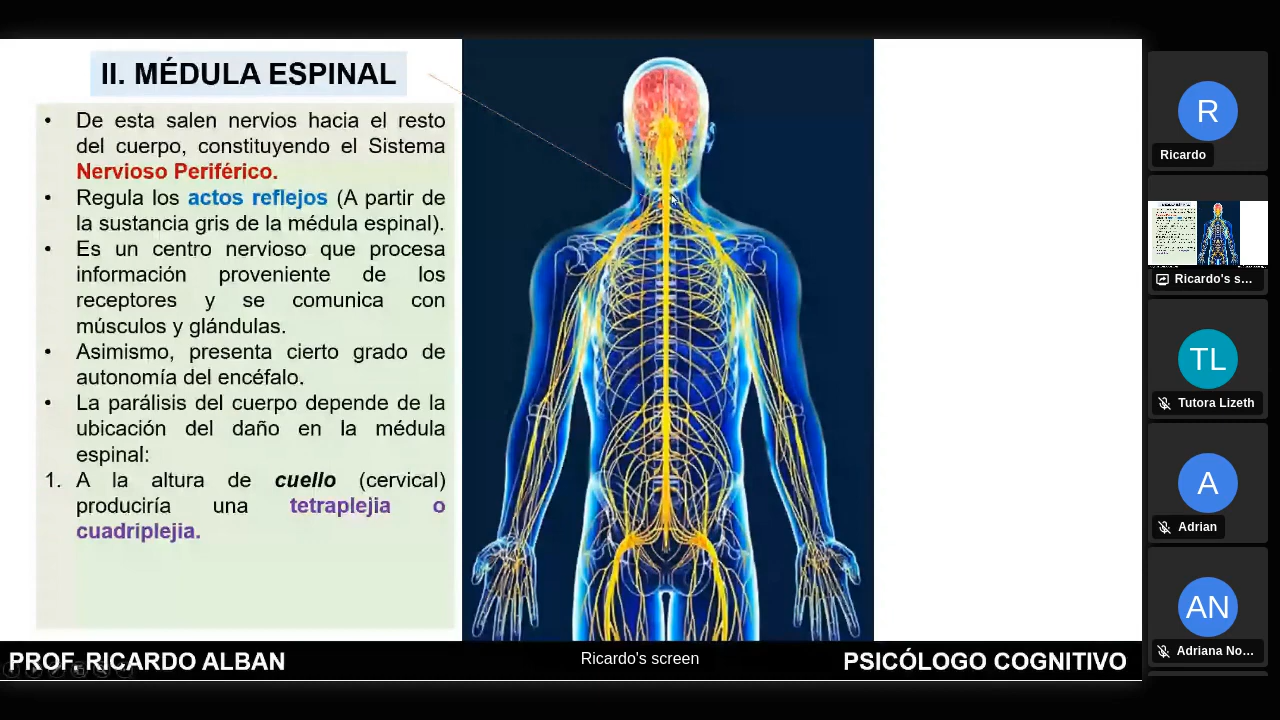 II. MÉDULA ESPINAL
• De esta salen nervios hacia el resto
del cuerpo, constituyendo el Sistema
Nervioso Periférico.
• Regula los actos reflejos (A partir de
la sustancia gris de la médula espinal).
• Es un centro nervioso que procesa
información proveniente de los
receptores y se comunica con
músculos y glándulas.
• Asimismo, presenta cierto grado de
autonomía del encéfalo.
• La parálisis del cuerpo depende de la
ubicación del daño en la médula
espinal:
1. A la altura de cuello (cervical)
produciría una tetraplejia o
cuadriplejia.
PROF. RICARDO ALBAN
Ricardo's screen
PSICÓLOGO COGNITIVO
R
Ricardo
Ricardo's s...
TL
Tutora Lizeth
A
Adrian
AN
Adriana No...